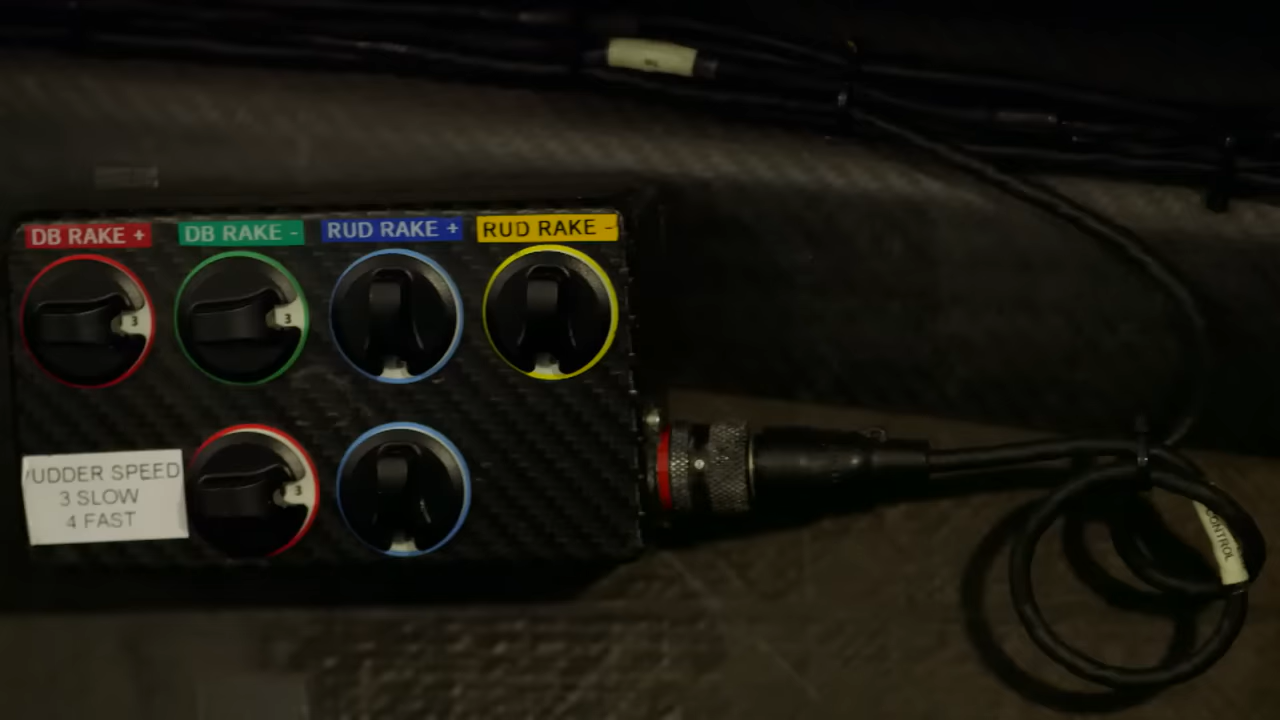 DB RAKE +
DB RAKE -
RUD RAKE +
RUD RAKE -
3
3
UDDER SPEED
3 SLOW
4 FAST
3
CONTROL